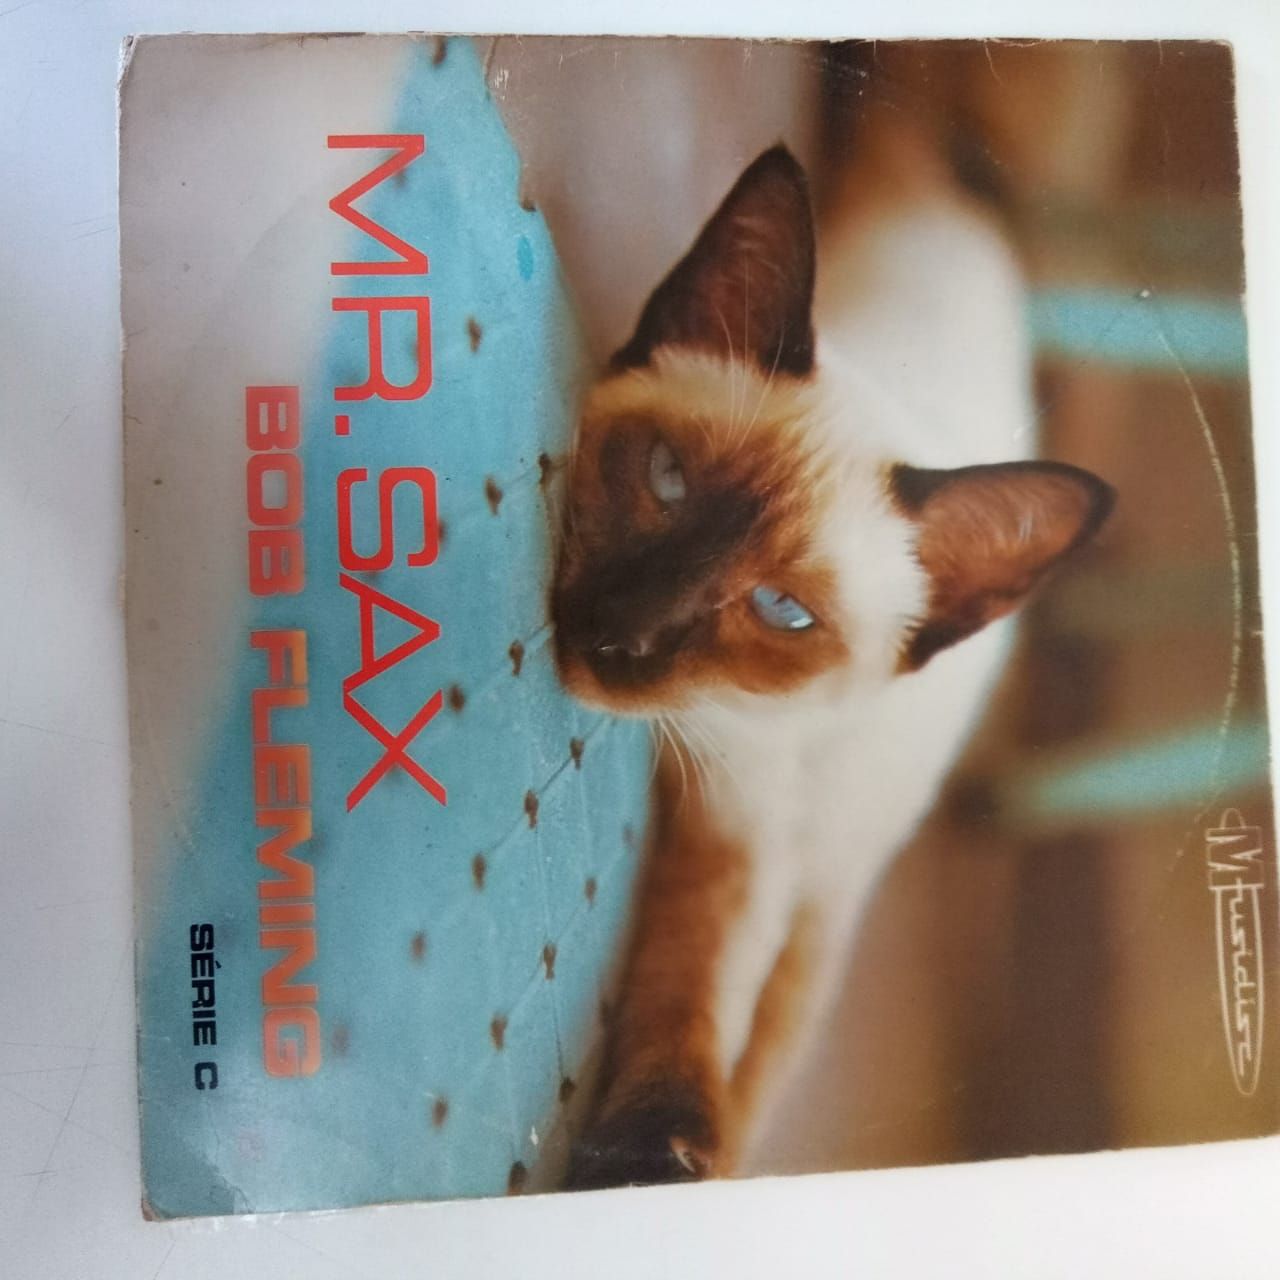 Musidisc
MR. SAX
BOB FLEMING
SÉRIE C